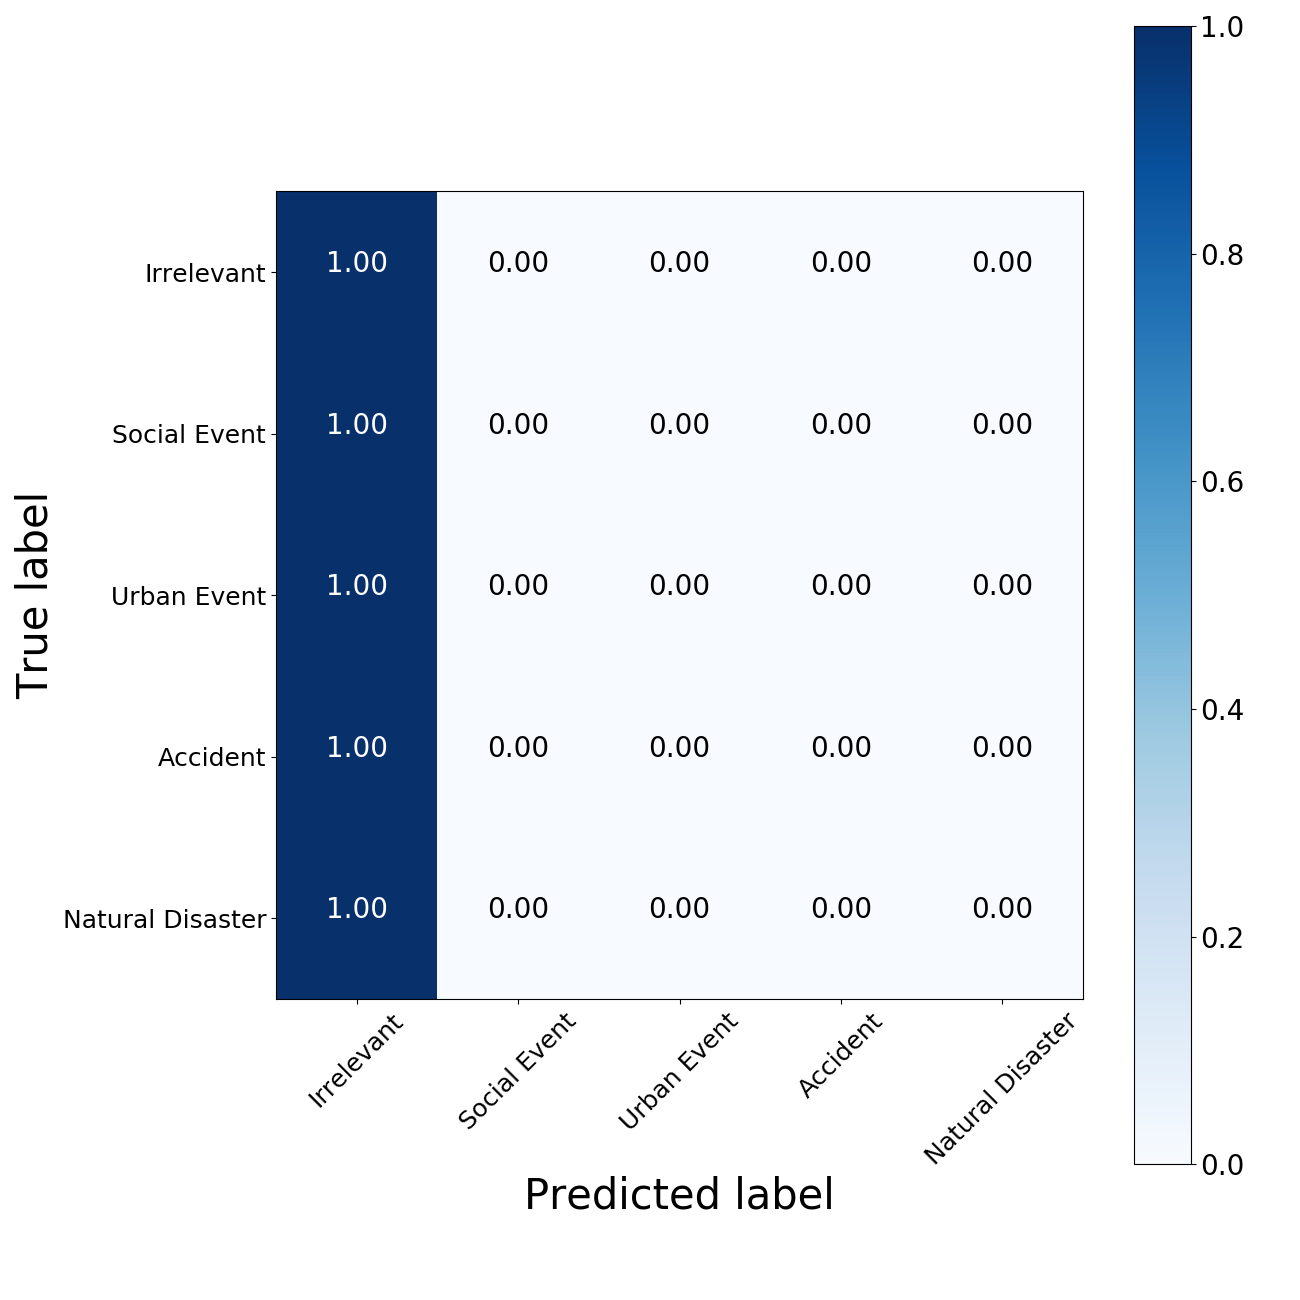 1.0
Irrelevant 1.00 0.00 0.00 0.00 0.00
0.8
Social Event 1.00 0.00 0.00 0.00 0.00
0.6
True label
Urban Event 1.00 0.00 0.00 0.00 0.00
0.4
Accident 1.00 0.00 0.00 0.00 0.00
Natural Disaster 1.00 0.00 0.00 0.00 0.00
0.2
Irrelevant
Social Event
Urban Event
Accident
Natural Disaster
0.0
Predicted label